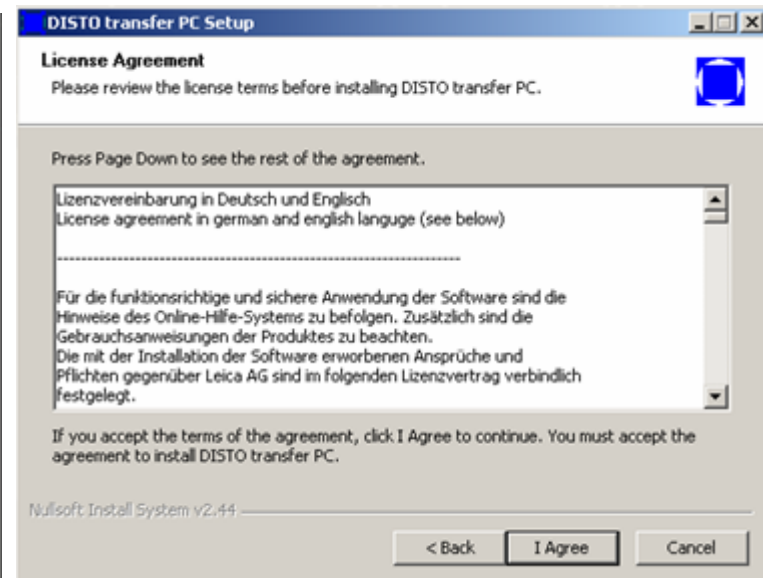 DISTO transfer PC Setup
License Agreement
Please review the license terms before installing DISTO transfer PC.
Press Page Down to see the rest of the agreement.
Lizenzvereinbarung in Deutsch und Englisch
License agreement in german and english languge (see below)
--------------------------------------------------------------------
Für die funktionsrichtige und sichere Anwendung der Software sind die
Hinweise des Online-Hilfe-Systems zu befolgen. Zusätzlich sind die
Gebrauchsanweisungen der Produktes zu beachten.
Die mit der Installation der Software erworbenen Ansprüche und
Pflichten gegenüber Leica AG sind im folgenden Lizenzvertrag verbindlich
festgelegt.
If you accept the terms of the agreement, click I Agree to continue. You must accept the
agreement to install DISTO transfer PC.
Nullsoft Install System v2.44
< Back I Agree Cancel